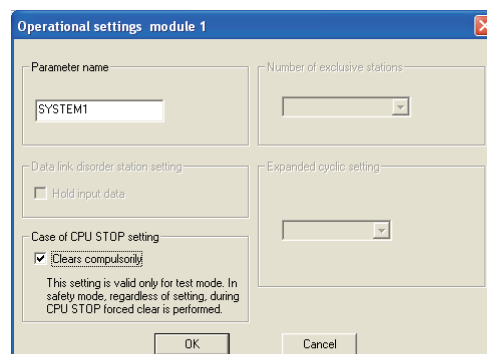 Operational settings module 1
Parameter name
SYSTEM1
Number of exclusive stations
Data link disorder station setting
Hold input data
Expanded cyclic setting
Case of CPU STOP setting
Clears compulsorily
This setting is valid only for test mode. In
safety mode, regardless of setting, during
CPU STOP forced clear is performed.
OK
Cancel